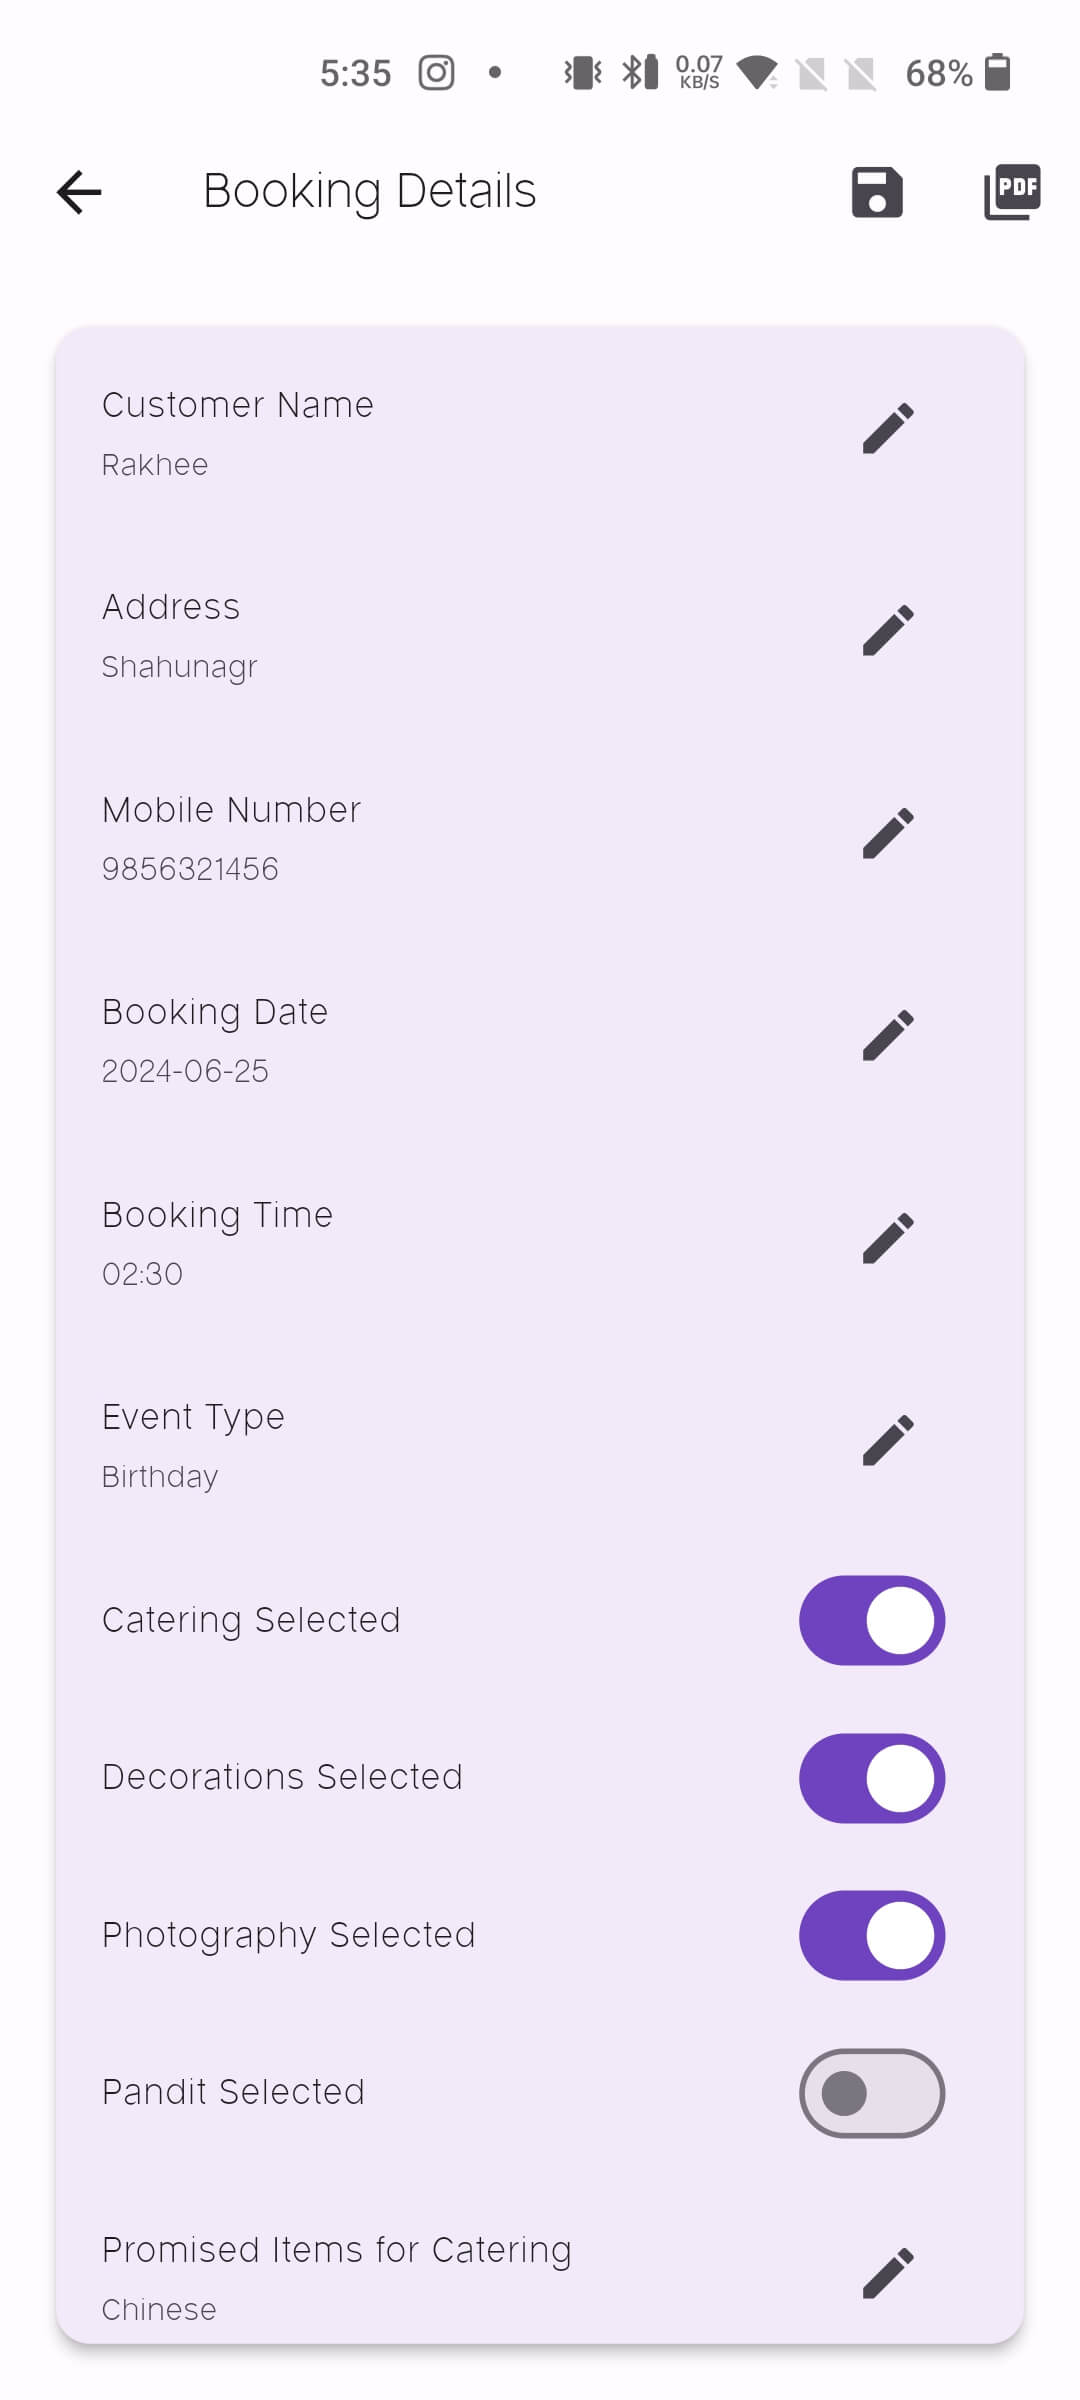 5:35 0.07 KB/S 68%
Booking Details PDF
Customer Name
Rakhee
Address
Shahunagr
Mobile Number
9856321456
Booking Date
2024-06-25
Booking Time
02:30
Event Type
Birthday
Catering Selected
Decorations Selected
Photography Selected
Pandit Selected
Promised Items for Catering
Chinese